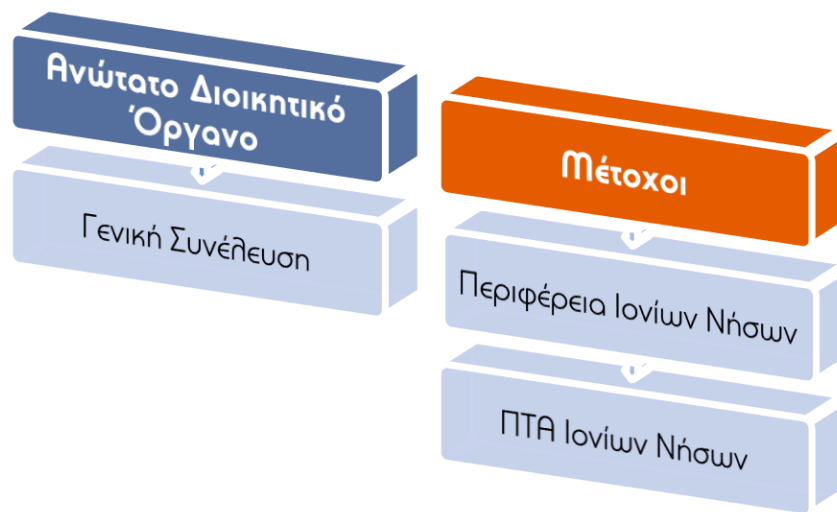 Ανώτατο Διοικητικό
Όργανο
Γενική Συνέλευση
Μέτοχοι
Περιφέρεια Ιονίων Νήσων
ΠΤΑ Ιονίων Νήσων